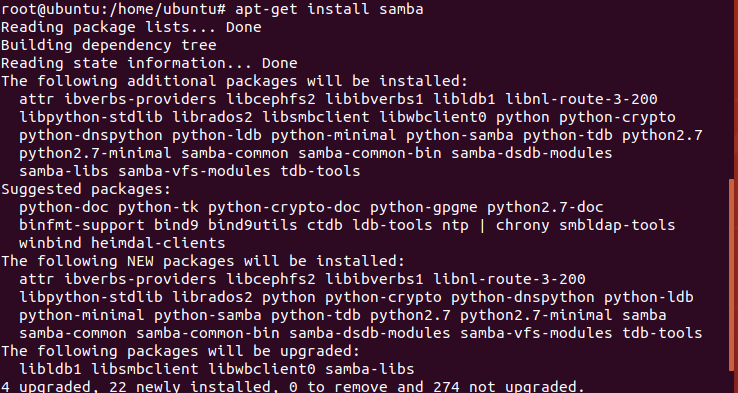 root@ubuntu:/home/ubuntu# apt-get install samba
Reading package lists... Done
Building dependency tree
Reading state information... Done
The following additional packages will be installed:
  attr ibverbs-providers libcephfs2 libibverbs1 libldb1 libnl-route-3-200
  libpython-stdlib librados2 libsmbclient libwbclient0 python python-crypto
  python-dnspython python-ldb python-minimal python-samba python-tdb python2.7
  python2.7-minimal samba-common samba-common-bin samba-dsdb-modules
  samba-libs samba-vfs-modules tdb-tools
Suggested packages:
  python-doc python-tk python-crypto-doc python-gpgme python2.7-doc
  binfmt-support bind9 bind9utils ctdb ldb-tools ntp | chrony smbldap-tools
  winbind heimdal-clients
The following NEW packages will be installed:
  attr ibverbs-providers libcephfs2 libibverbs1 libnl-route-3-200
  libpython-stdlib librados2 python python-crypto python-dnspython python-ldb
  python-minimal python-samba python-tdb python2.7 python2.7-minimal samba
  samba-common samba-common-bin samba-dsdb-modules samba-vfs-modules tdb-tools
The following packages will be upgraded:
  libldb1 libsmbclient libwbclient0 samba-libs
4 upgraded, 22 newly installed, 0 to remove and 274 not upgraded.